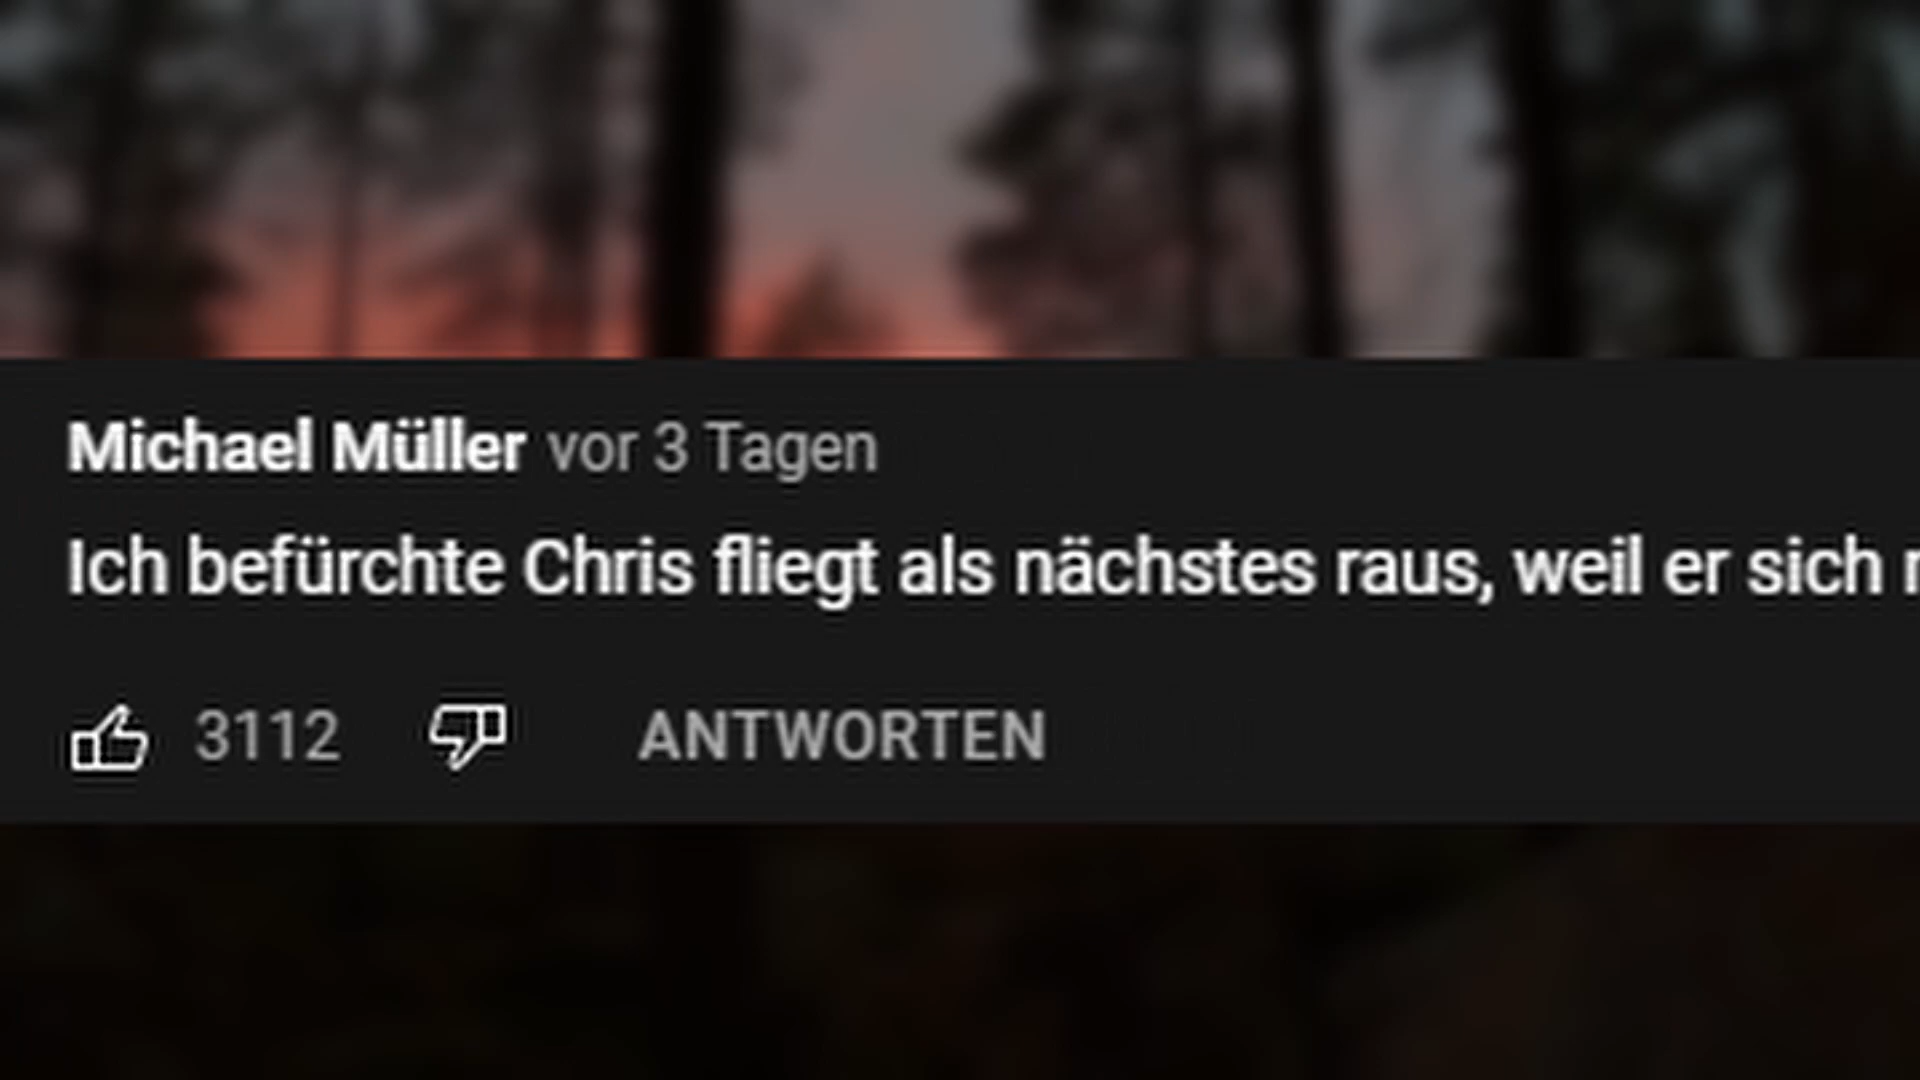 Michael Müller vor 3 Tagen
Ich befürchte Chris fliegt als nächstes raus, weil er sich
3112 ANTWORTEN